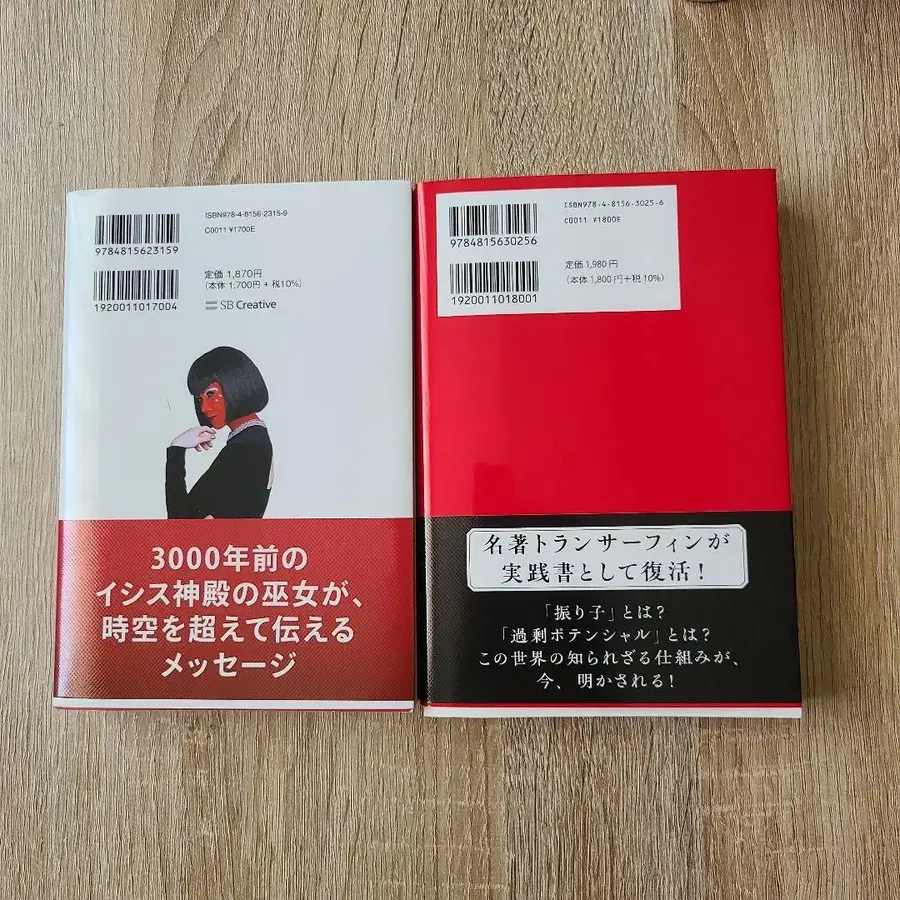 ISBN978-4-8156-2315-9
C0011 ¥1700E
9784815623159
定価 1,870円
(本体 1,700円 + 税10%)
1920011017004
SB Creative
3000年前の
イシス神殿の巫女が、
時空を超えて伝える
メッセージ
ISBN978-4-8156-3025-6
C0011 ¥1800E
9784815630256
定価 1,980円
(本体 1,800円+税10%)
1920011018001
名著トランサーフィンが
実践書として復活!
「振り子」とは?
「過剰ポテンシャル」とは?
この世界の知られざる仕組みが、
今、明かされる!